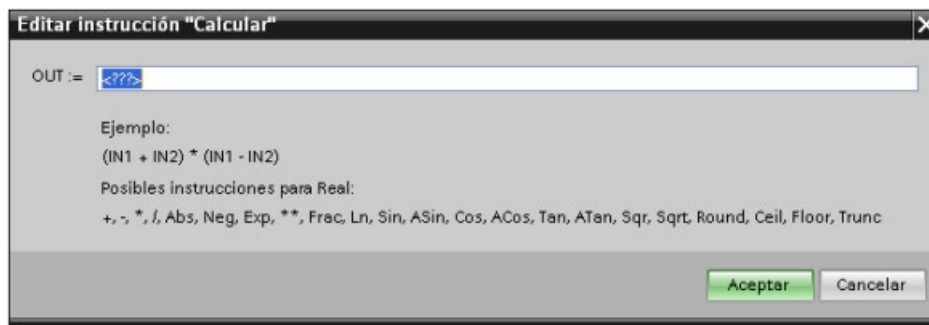 Editar instrucción "Calcular"
OUT := <???>
Ejemplo:
(IN1 + IN2) * (IN1 - IN2)
Posibles instrucciones para Real:
+, -, *, /, Abs, Neg, Exp, **, Frac, Ln, Sin, ASin, Cos, ACos, Tan, ATan, Sqr, Sqrt, Round, Ceil, Floor, Trunc
Aceptar Cancelar